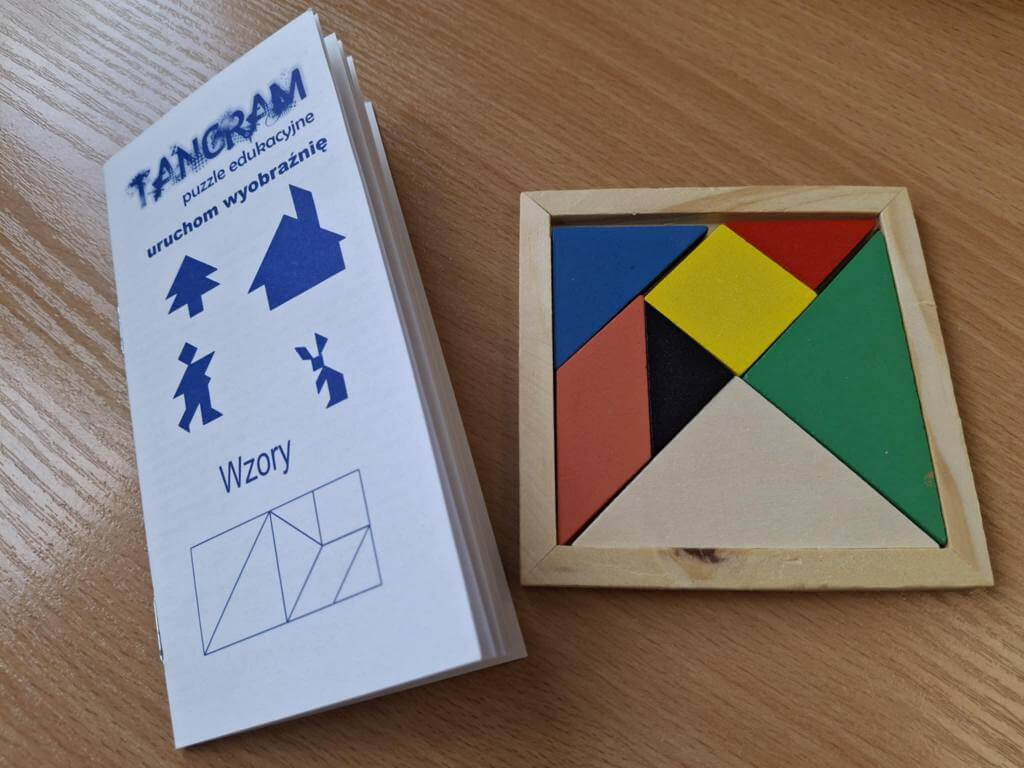 TANGRAM
puzzle edukacyjne
uruchom wyobraźnię
Wzory